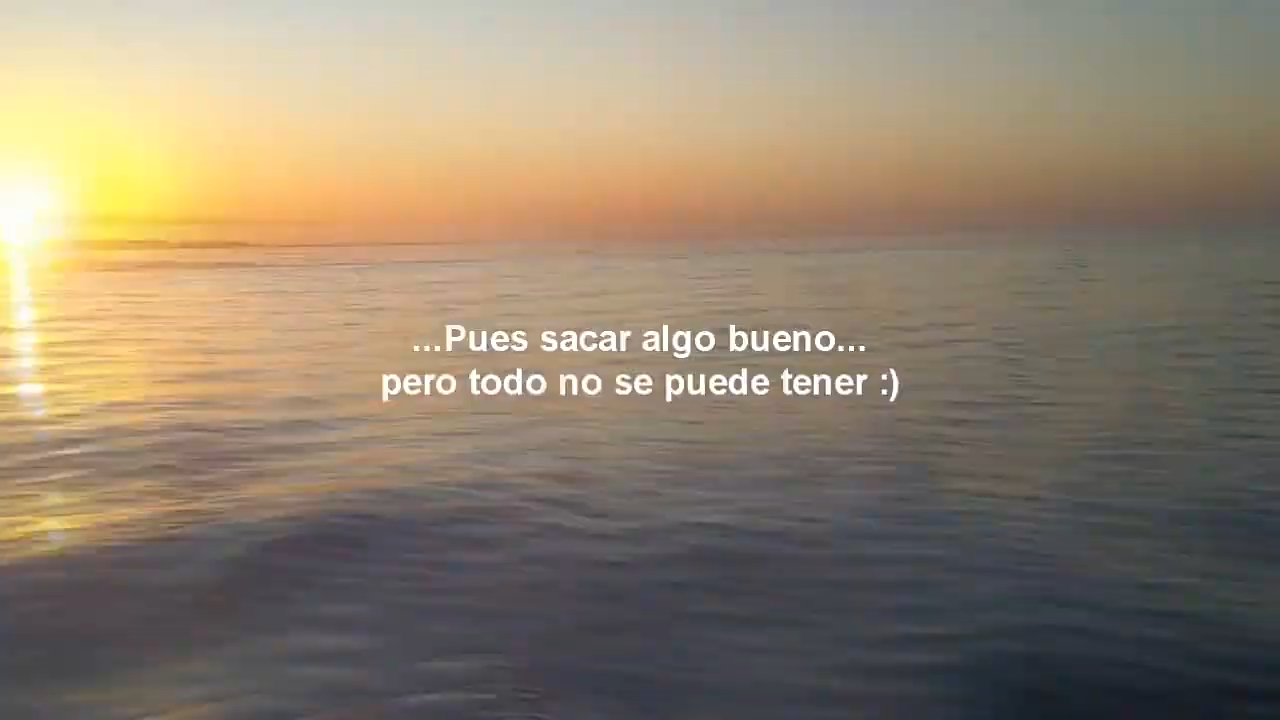 ...Pues sacar algo bueno...
pero todo no se puede tener :)